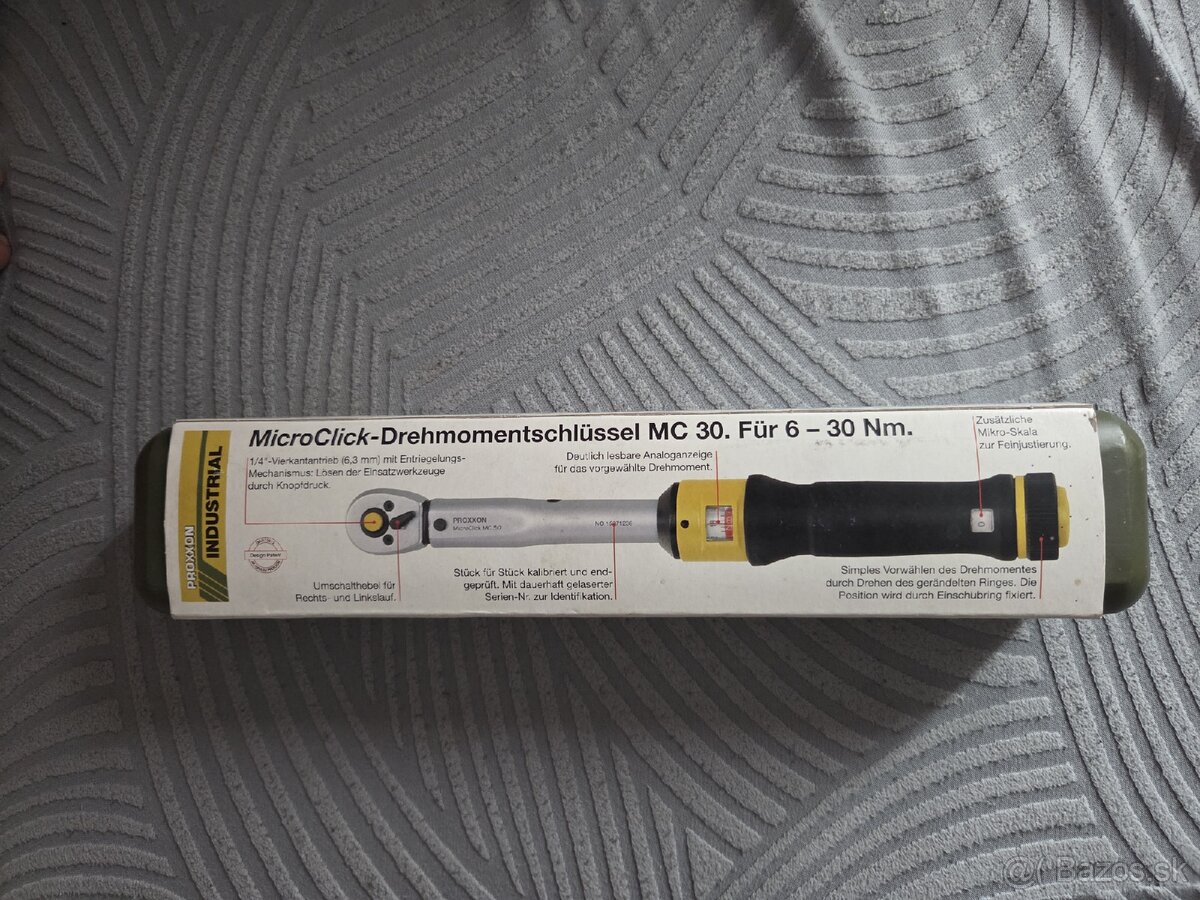 PROXXON
INDUSTRIAL
MicroClick-Drehmomentschlüssel MC 30. Für 6 – 30 Nm.
1/4"-Vierkantantrieb (6,3 mm) mit Entriegelungs-
Mechanismus: Lösen der Einsatzwerkzeuge
durch Knopfdruck.
Deutlich lesbare Analoganzeige
für das vorgewählte Drehmoment.
Zusätzliche
Mikro-Skala
zur Feinjustierung.
PROXXON
MicroClick MC 30
Design Patent
Umschalthebel für
Rechts- und Linkslauf.
Stück für Stück kalibriert und end-
geprüft. Mit dauerhaft gelaserter
Serien-Nr. zur Identifikation.
Simples Vorwählen des Drehmomentes
durch Drehen des gerändelten Ringes. Die
Position wird durch Einschubring fixiert.
@ Bazos.sk